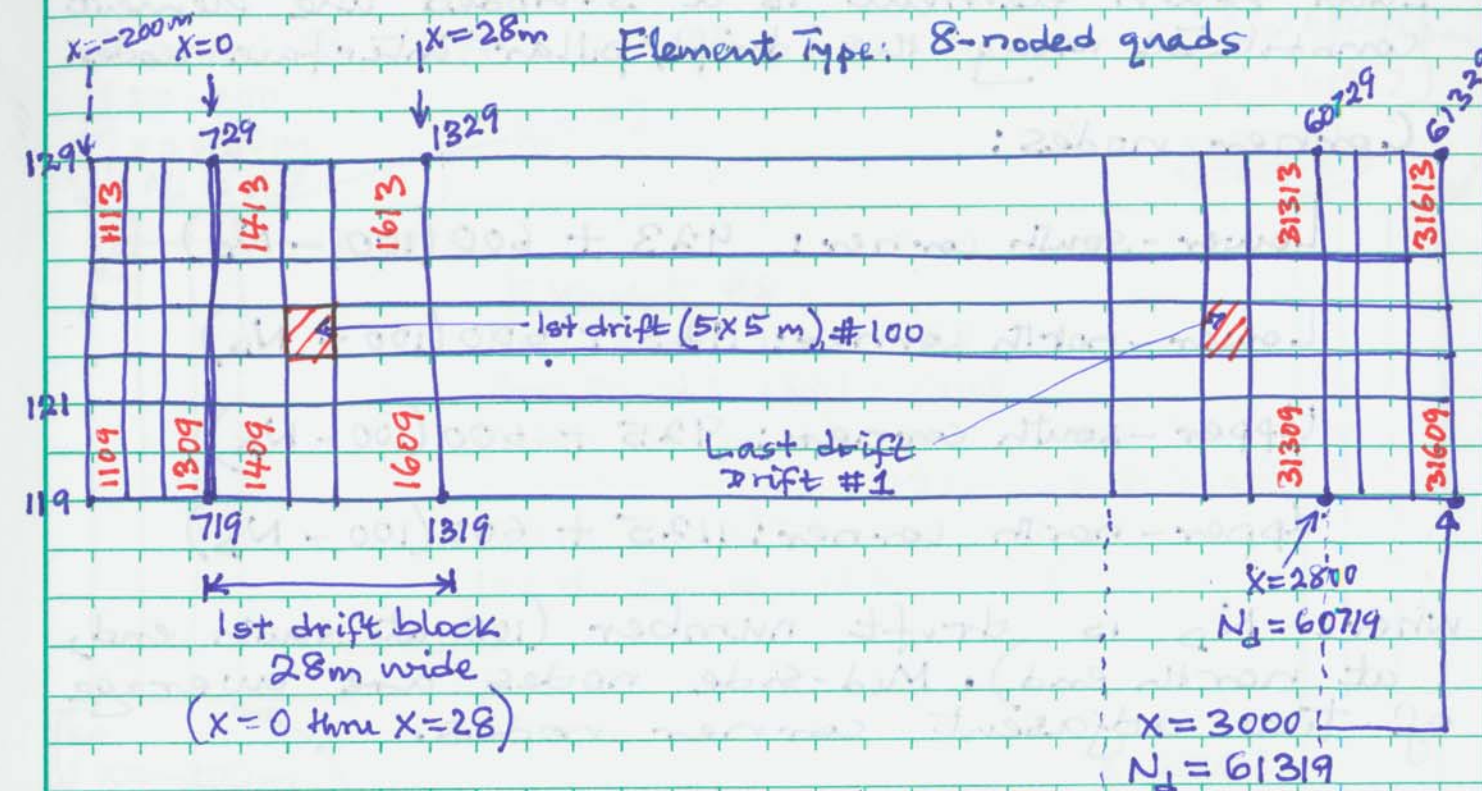 x=-200m
x=0
x=28m
Element Type: 8-noded quads
129
729
1329
60729
61329
1113
1413
1613
31313
31613
1st drift (5x5 m), #100
121
1109
1309
1409
1609
Last drift
Drift #1
31309
31609
119
719
1319
1st drift block
28m wide
(x=0 thru x=28)
x=2800
Nd=60719
x=3000
Nd=61319